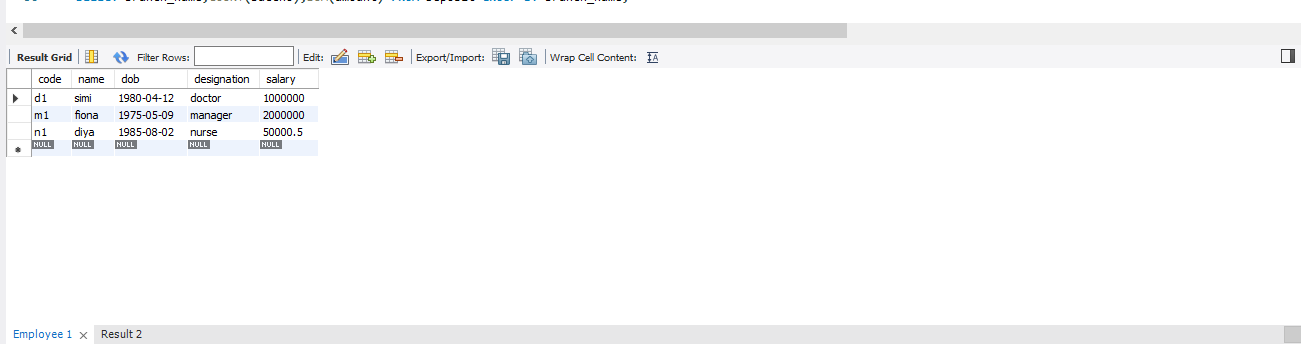 Result Grid Filter Rows: Edit: Export/Import: Wrap Cell Content: IA
code name dob designation salary
d1 simi 1980-04-12 doctor 1000000
m1 fiona 1975-05-09 manager 2000000
n1 diya 1985-08-02 nurse 50000.5
NULL NULL NULL NULL NULL
Employee 1 Result 2